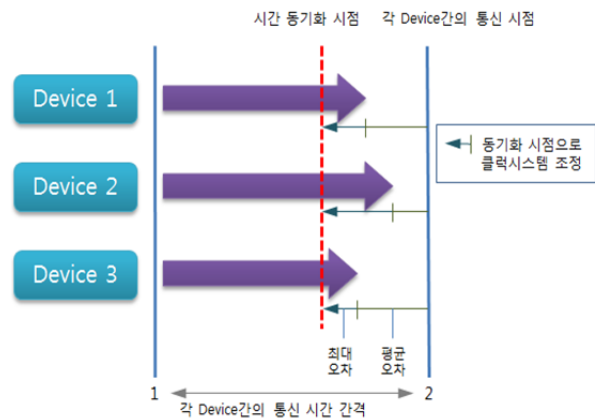 시간 동기화 시점
각 Device간의 통신 시점
Device 1
동기화 시점으로
클럭시스템 조정
Device 2
Device 3
최대
오차
평균
오차
1
2
각 Device간의 통신 시간 간격